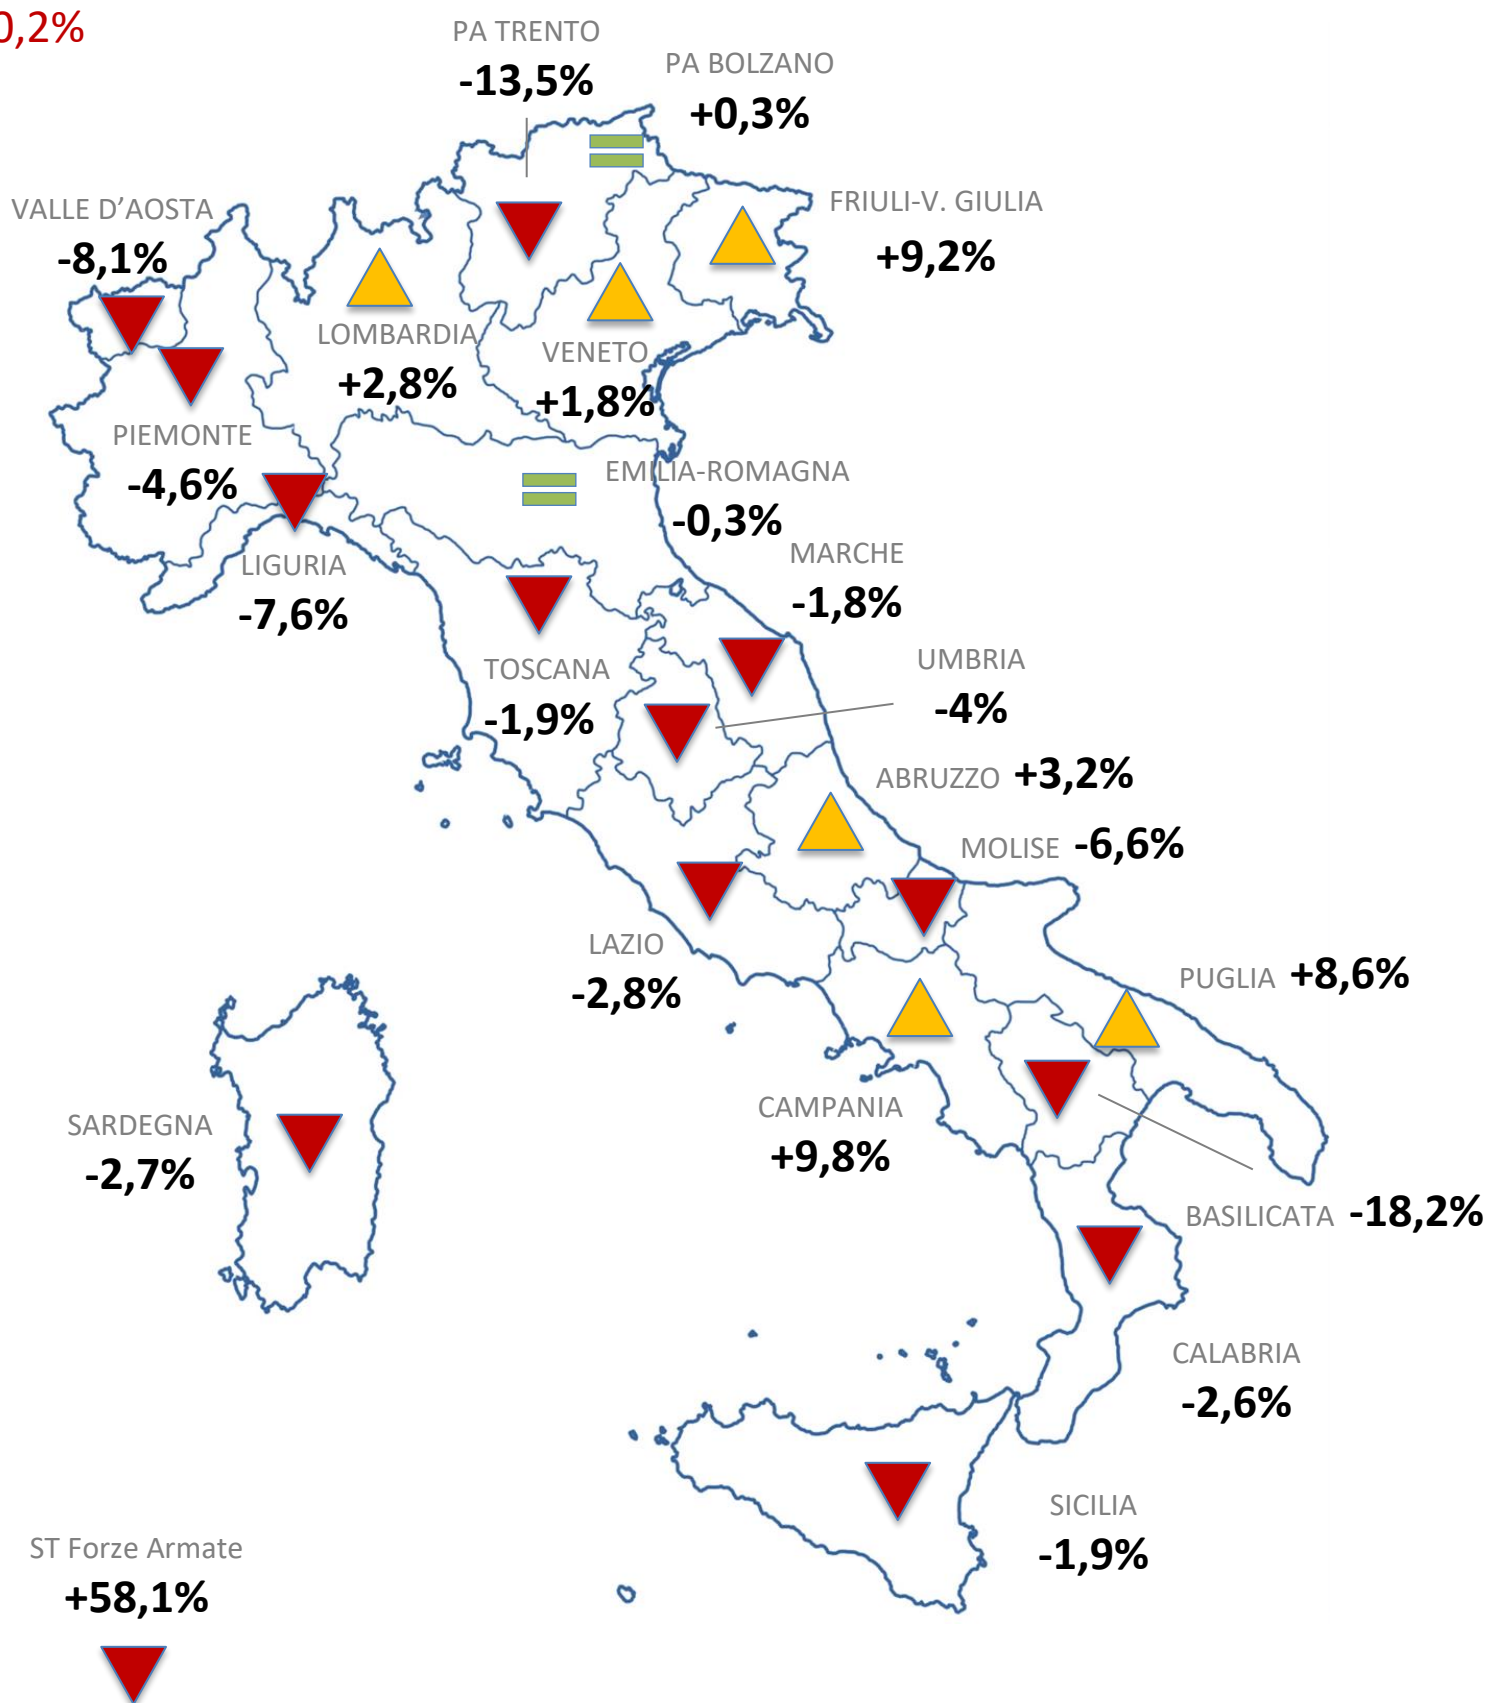 0,2%
PA TRENTO
-13,5%
PA BOLZANO
+0,3%
VALLE D'AOSTA
-8,1%
FRIULI-V. GIULIA
+9,2%
LOMBARDIA
+2,8%
VENETO
+1,8%
PIEMONTE
-4,6%
EMILIA-ROMAGNA
-0,3%
LIGURIA
-7,6%
MARCHE
-1,8%
TOSCANA
-1,9%
UMBRIA
-4%
ABRUZZO +3,2%
MOLISE -6,6%
LAZIO
-2,8%
PUGLIA +8,6%
SARDEGNA
-2,7%
CAMPANIA
+9,8%
BASILICATA -18,2%
CALABRIA
-2,6%
SICILIA
-1,9%
ST Forze Armate
+58,1%